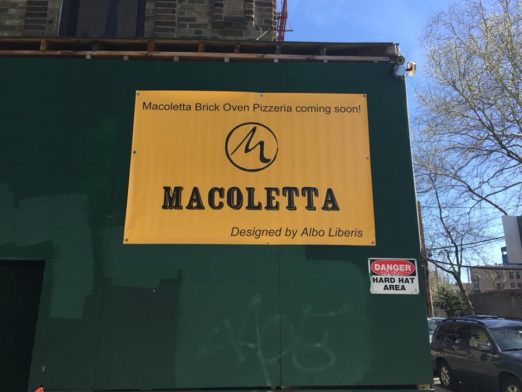 Macoletta Brick Oven Pizzeria coming soon!
M
MACOLETTA
Designed by Albo Liberis
DANGER
HARD HAT
AREA